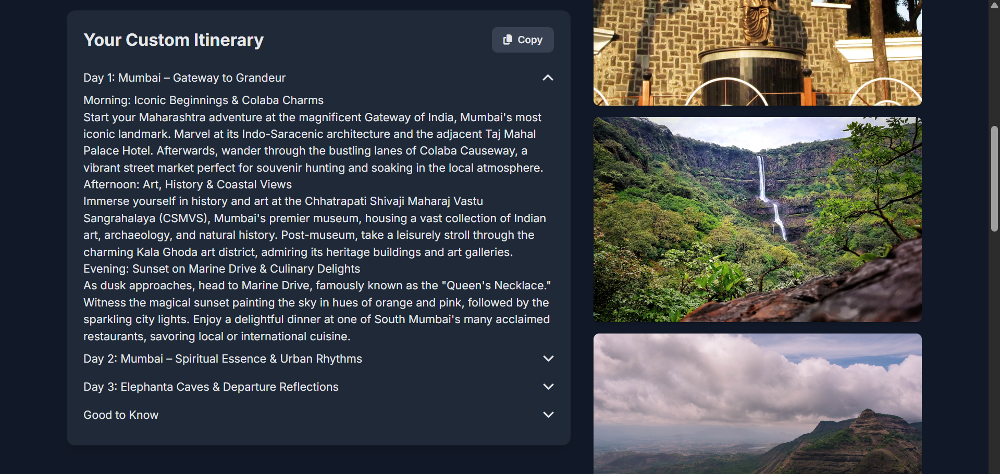 Your Custom Itinerary
Copy
Day 1: Mumbai – Gateway to Grandeur
Morning: Iconic Beginnings & Colaba Charms
Start your Maharashtra adventure at the magnificent Gateway of India, Mumbai's most
iconic landmark. Marvel at its Indo-Saracenic architecture and the adjacent Taj Mahal
Palace Hotel. Afterwards, wander through the bustling lanes of Colaba Causeway, a
vibrant street market perfect for souvenir hunting and soaking in the local atmosphere.
Afternoon: Art, History & Coastal Views
Immerse yourself in history and art at the Chhatrapati Shivaji Maharaj Vastu
Sangrahalaya (CSMVS), Mumbai's premier museum, housing a vast collection of Indian
art, archaeology, and natural history. Post-museum, take a leisurely stroll through the
charming Kala Ghoda art district, admiring its heritage buildings and art galleries.
Evening: Sunset on Marine Drive & Culinary Delights
As dusk approaches, head to Marine Drive, famously known as the "Queen's Necklace."
Witness the magical sunset painting the sky in hues of orange and pink, followed by the
sparkling city lights. Enjoy a delightful dinner at one of South Mumbai's many acclaimed
restaurants, savoring local or international cuisine.
Day 2: Mumbai – Spiritual Essence & Urban Rhythms
Day 3: Elephanta Caves & Departure Reflections
Good to Know